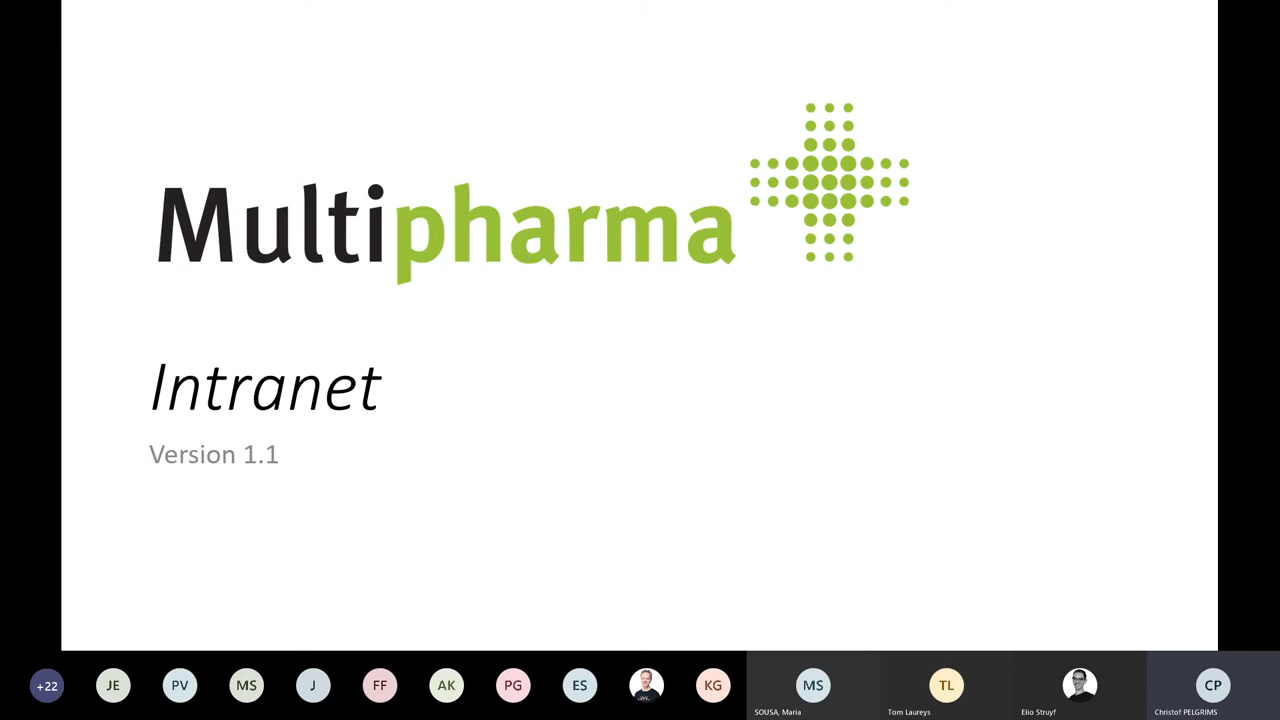 Multipharma
Intranet
Version 1.1
+22
JE
PV
MS
J
FF
AK
PG
ES
KG
MS
SOUSA, Maria
TL
Tom Laureys
Elio Struyf
CP
Christof PELGRIMS